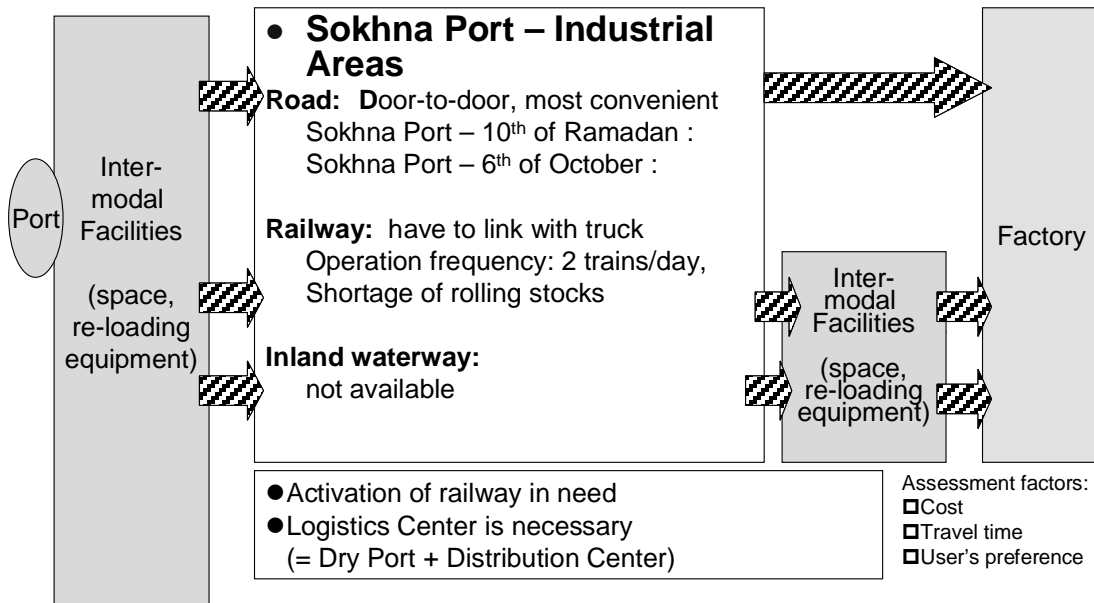 ● Sokhna Port – Industrial
Areas
Road: Door-to-door, most convenient
Sokhna Port – 10th of Ramadan :
Sokhna Port – 6th of October :
Railway: have to link with truck
Operation frequency: 2 trains/day,
Shortage of rolling stocks
Inland waterway:
not available
Port
Inter-
modal
Facilities
(space,
re-loading
equipment)
Inter-
modal
Facilities
(space,
re-loading
equipment)
Factory
●Activation of railway in need
●Logistics Center is necessary
(= Dry Port + Distribution Center)
Assessment factors:
❑Cost
❑Travel time
❑User's preference